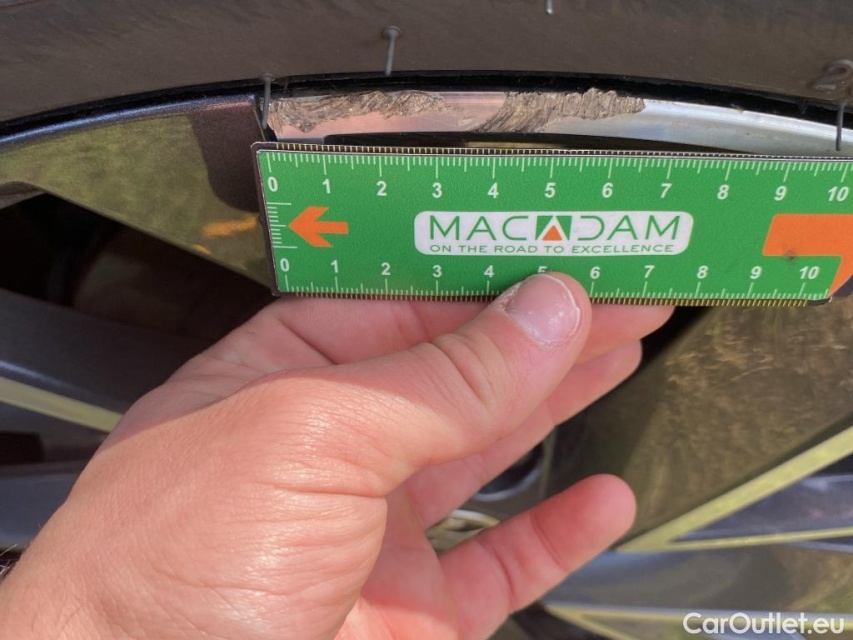 0 1 2 3 4 5 6 7 8 9 10
MACADAM
ON THE ROAD TO EXCELLENCE
0 1 2 3 4 5 6 7 8 9 10
CarOutlet.eu